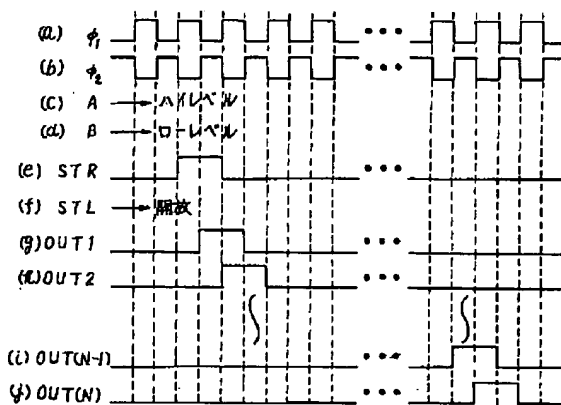 (a) φ1
(b) φ2
(c) A → ハイレベル
(d) B → ローレベル
(e) STR
(f) STL → 開放
(g) OUT1
(h) OUT2
(i) OUT(N-1)
(j) OUT(N)